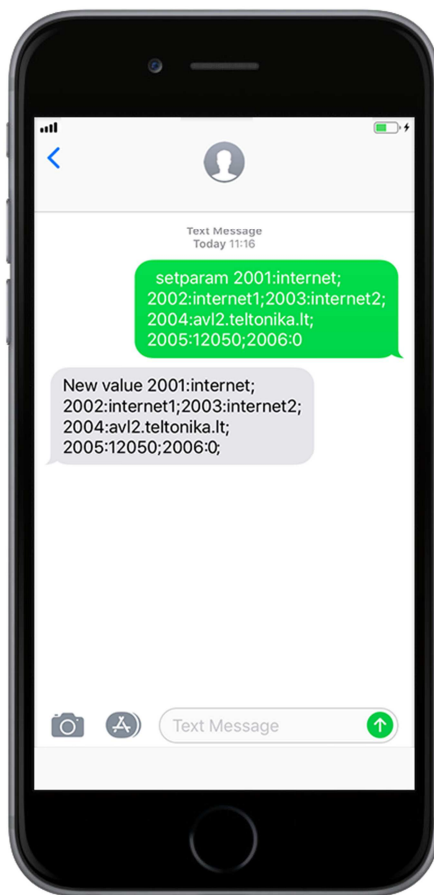 Text Message
Today 11:16
setparam 2001:internet;
2002:internet1;2003:internet2;
2004:avl2.teltonika.lt;
2005:12050;2006:0
New value 2001:internet;
2002:internet1;2003:internet2;
2004:avl2.teltonika.lt;
2005:12050;2006:0;
Text Message